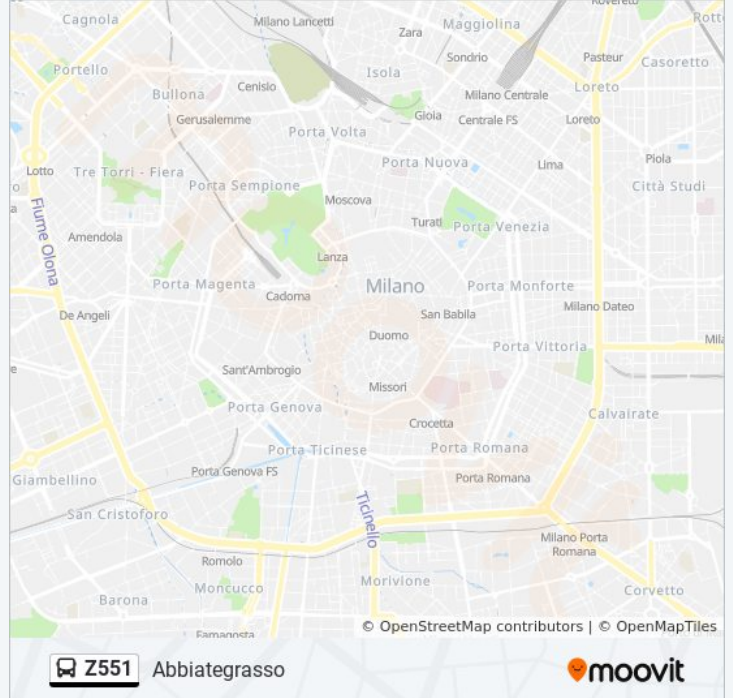 Rovereto
Cagnola
Milano Lancetti
Maggiolina
Rott
Zara
Sondrio
Pasteur
Casoretto
Portello
Isola
Bullona
Cenisio
Milano Centrale
Loreto
Gerusalemme
Gioia
Centrale FS
Loreto
Porta Volta
Lotto
Tre Torri - Fiera
Porta Nuova
Lima
Piola
o
Porta Sempione
Città Studi
Moscova
a
Fiume Olona
Turati
Porta Venezia
Amendola
Lanza
Porta Magenta
Cadorna
Milano
Porta Monforte
De Angeli
San Babila
Milano Dateo
Duomo
Porta Vittoria
Mila
e
Sant'Ambrogio
Missori
Porta Genova
Crocetta
Calvairate
Porta Ticinese
Porta Romana
Giambellino
Porta Genova FS
Porta Romana
San Cristoforo
Ticinello
Milano Porta
Romana
Romolo
Moncucco
Morivione
Corvetto
Barona
Famagosta
© OpenStreetMap contributors | © OpenMapTiles
Z551 Abbiategrasso
moovit